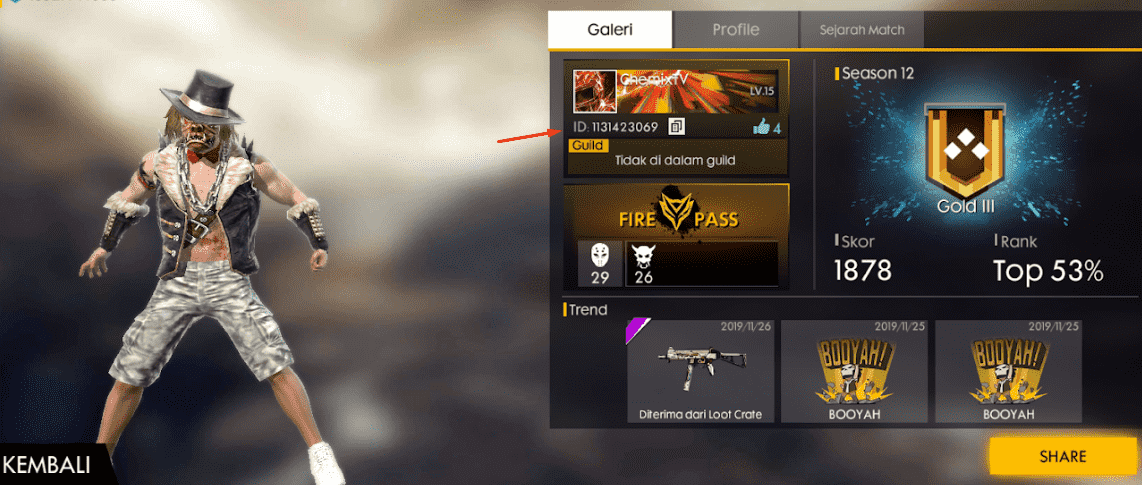 Galeri
Profile
Sejarah Match
ChemixTV
LV.15
ID: 1131423069
4
Guild
Tidak di dalam guild
FIRE PASS
29
26
Season 12
Gold III
Skor
1878
Rank
Top 53%
Trend
2019/11/26
Diterima dari Loot Crate
2019/11/25
BOOYAH!
BOOYAH
2019/11/25
BOOYAH!
BOOYAH
KEMBALI
SHARE